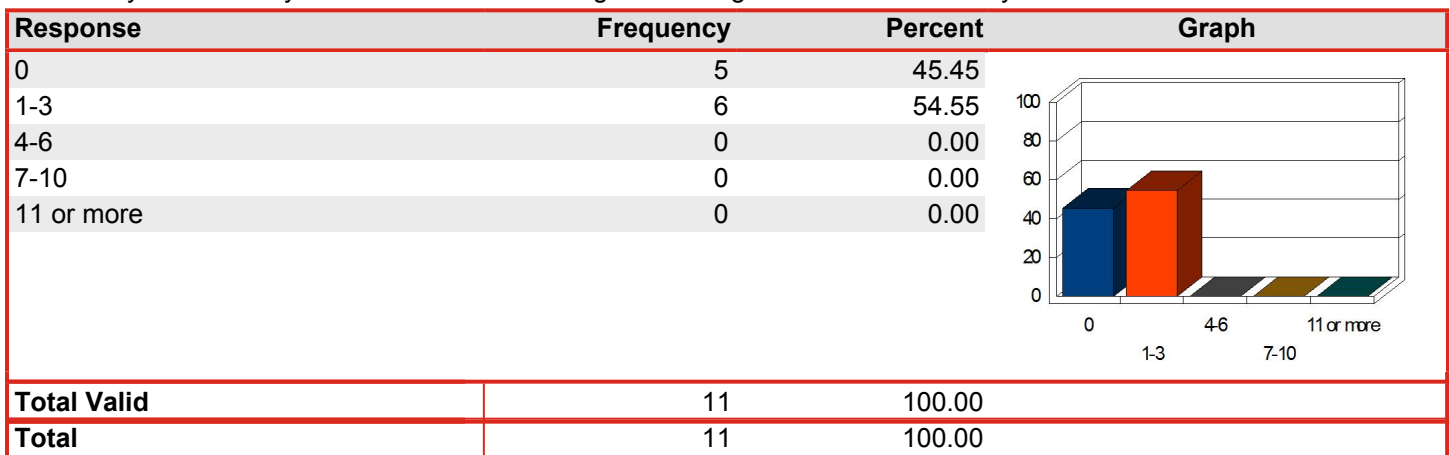 Response Frequency Percent Graph
0 5 45.45
1-3 6 54.55
4-6 0 0.00
7-10 0 0.00
11 or more 0 0.00
100
80
60
40
20
0
0 4-6 11 or more
1-3 7-10
Total Valid 11 100.00
Total 11 100.00